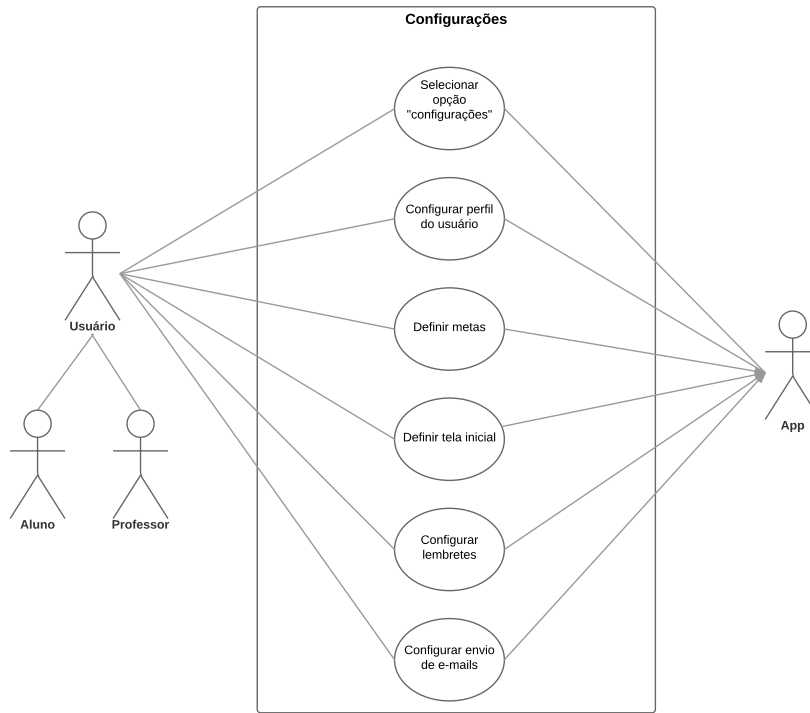 Configurações
Selecionar
opção
"configurações"
Configurar perfil
do usuário
Usuário
Definir metas
App
Definir tela inicial
Aluno
Professor
Configurar
lembretes
Configurar envio
de e-mails